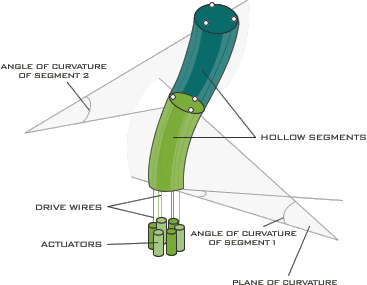 ANGLE OF CURVATURE
OF SEGMENT 2
HOLLOW SEGMENTS
DRIVE WIRES
ANGLE OF CURVATURE
OF SEGMENT 1
ACTUATORS
PLANE OF CURVATURE